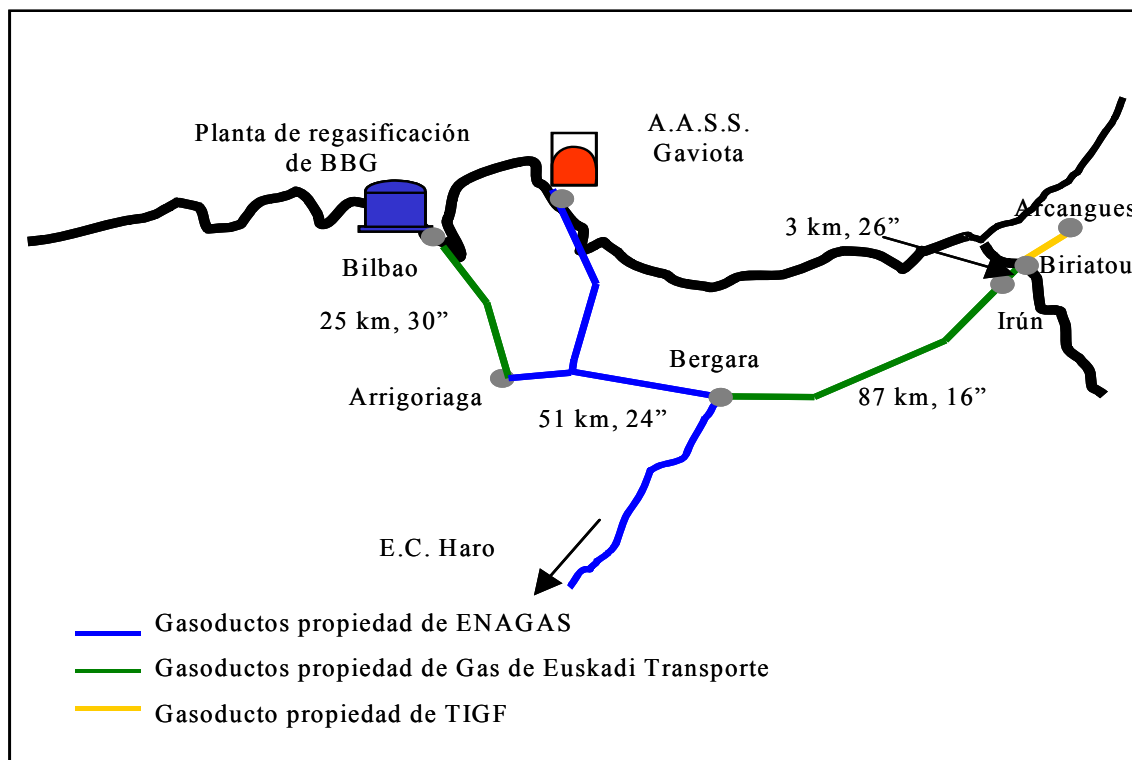 Planta de regasificación
de BBG
A.A.S.S.
Gaviota
Arcangues
3 km, 26”
Biriatou
Bilbao
Irún
25 km, 30”
Bergara
Arrigoriaga
87 km, 16”
51 km, 24”
E.C. Haro
Gasoductos propiedad de ENAGAS
Gasoductos propiedad de Gas de Euskadi Transporte
Gasoducto propiedad de TIGF